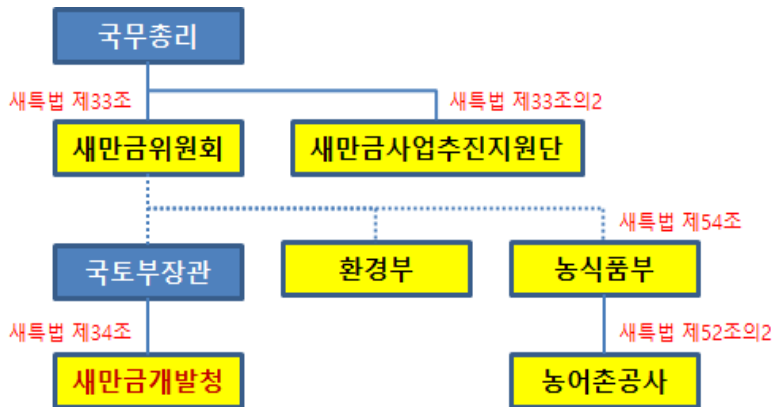 국무총리
새특법 제33조
새특법 제33조의2
새만금위원회
새만금사업추진지원단
새특법 제54조
국토부장관
환경부
농식품부
새특법 제34조
새특법 제52조의2
새만금개발청
농어촌공사